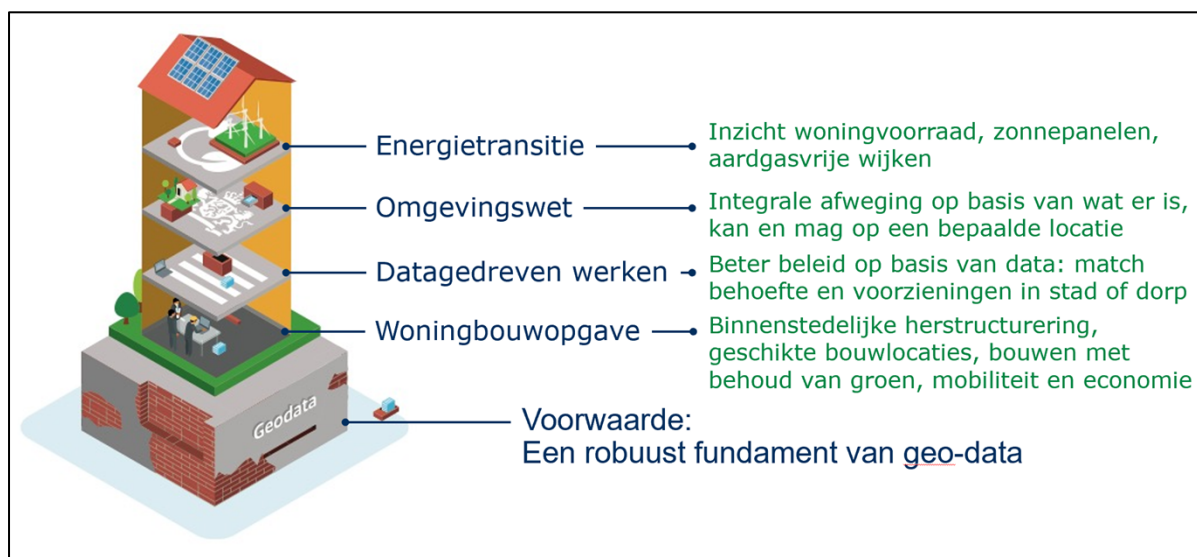 Energietransitie
Inzicht woningvoorraad, zonnepanelen,
aardgasvrije wijken
Omgevingswet
Integrale afweging op basis van wat er is,
kan en mag op een bepaalde locatie
Datagedreven werken
Beter beleid op basis van data: match
behoefte en voorzieningen in stad of dorp
Woningbouwopgave
Binnenstedelijke herstructurering,
geschikte bouwlocaties, bouwen met
behoud van groen, mobiliteit en economie
Geodata
Voorwaarde:
Een robuust fundament van geo-data